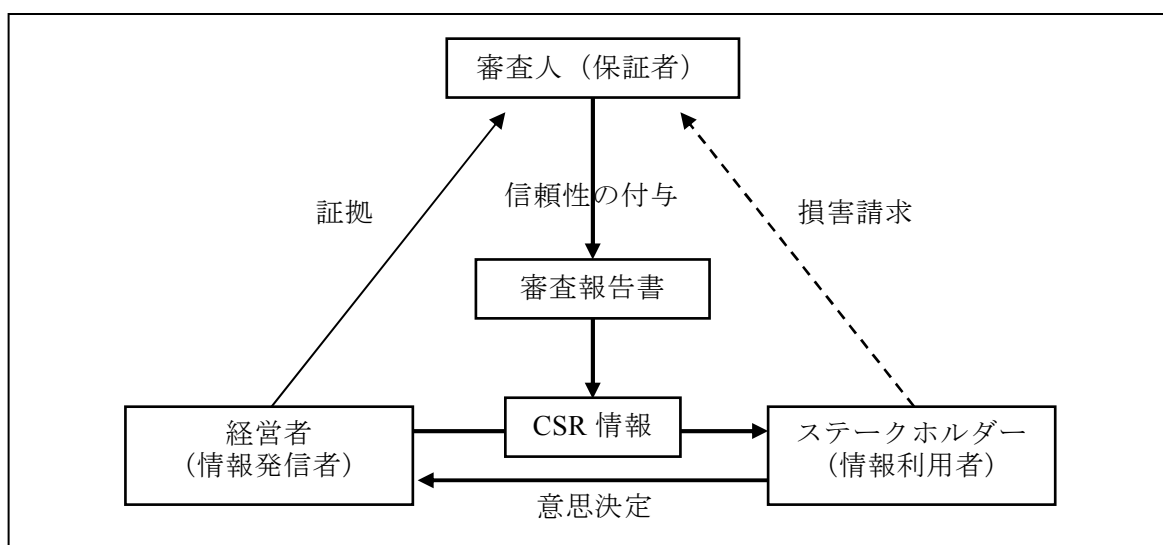 審査人(保証者)
信頼性の付与
証拠
損害請求
審査報告書
CSR 情報
経営者
(情報発信者)
ステークホルダー
(情報利用者)
意思決定